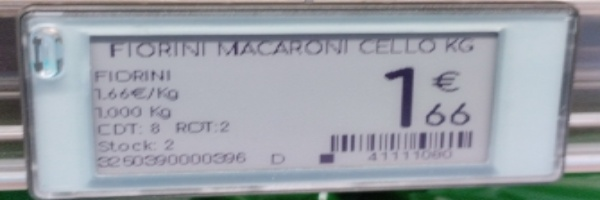 FIORINI MACARONI CELLO KG
FIORINI
1.66€/Kg
1.000 Kg
CDT: 8 ROT:2
Stock: 2
3250390000396 D
1 € 66
41111080